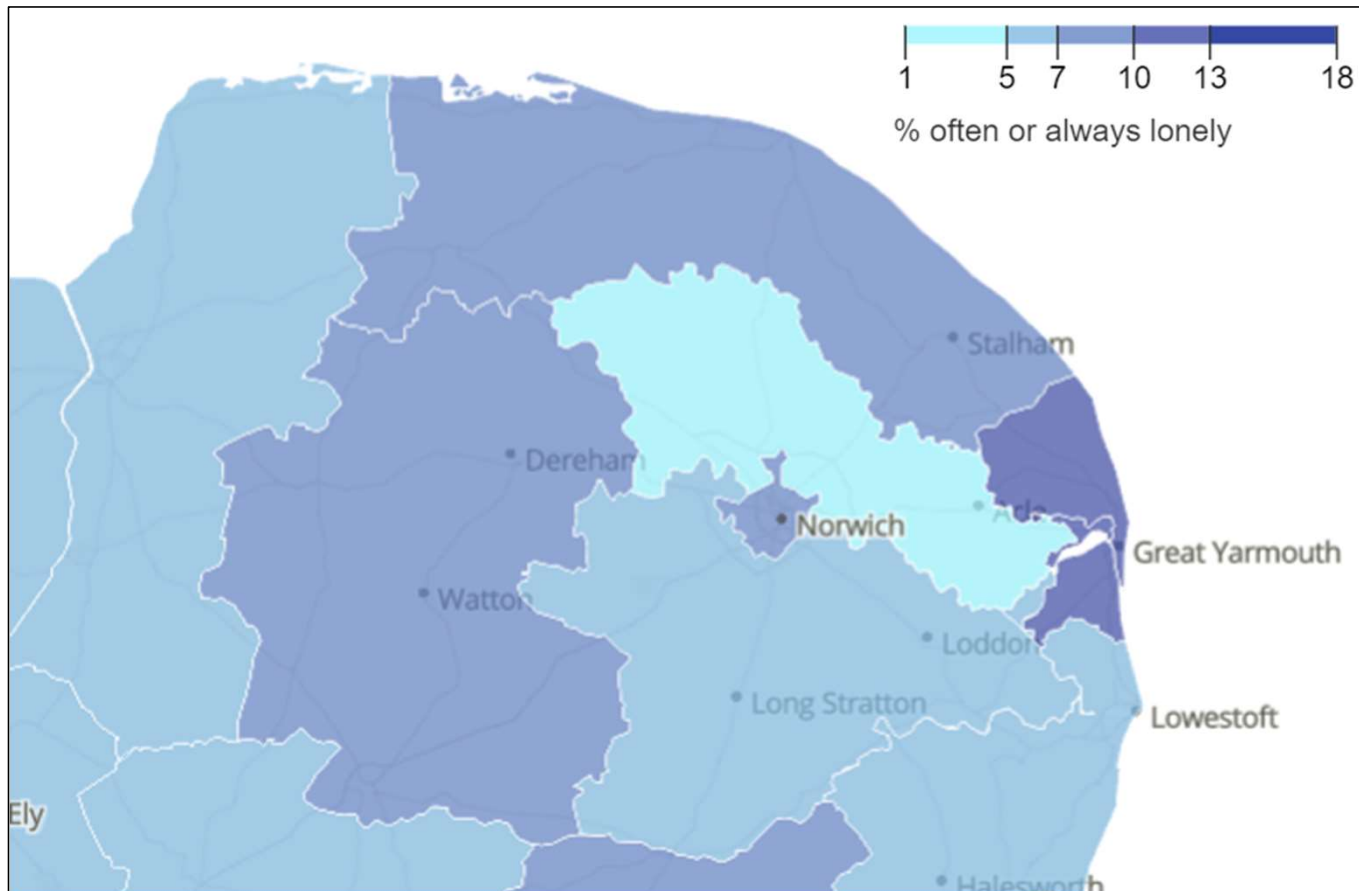 1 5 7 10 13 18
% often or always lonely
Stalham
Dereham
Acle
Norwich
Great Yarmouth
Watton
Loddon
Long Stratton
Lowestoft
Ely
Halesworth